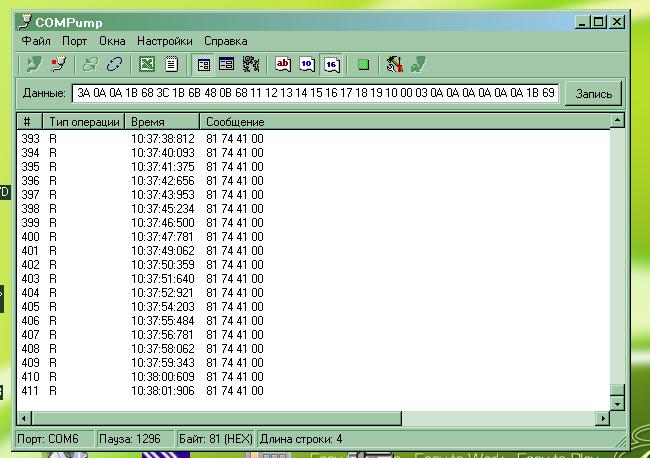 COMPump
Файл Порт Окна Настройки Справка
ab 10 16
Данные: 3A 0A 0A 1B 68 3C 1B 6B 48 0B 68 11 12 13 14 15 16 17 18 19 10 00 03 0A 0A 0A 0A 0A 0A 1B 69 Запись
# Тип операции Время Сообщение
393 R 10:37:38:812 81 74 41 00
394 R 10:37:40:093 81 74 41 00
395 R 10:37:41:375 81 74 41 00
396 R 10:37:42:656 81 74 41 00
397 R 10:37:43:953 81 74 41 00
398 R 10:37:45:234 81 74 41 00
399 R 10:37:46:500 81 74 41 00
400 R 10:37:47:781 81 74 41 00
401 R 10:37:49:062 81 74 41 00
402 R 10:37:50:359 81 74 41 00
403 R 10:37:51:640 81 74 41 00
404 R 10:37:52:921 81 74 41 00
405 R 10:37:54:203 81 74 41 00
406 R 10:37:55:484 81 74 41 00
407 R 10:37:56:781 81 74 41 00
408 R 10:37:58:062 81 74 41 00
409 R 10:37:59:343 81 74 41 00
410 R 10:38:00:609 81 74 41 00
411 R 10:38:01:906 81 74 41 00
Порт: COM6 Пауза: 1296 Байт: 81 (HEX) Длина строки: 4